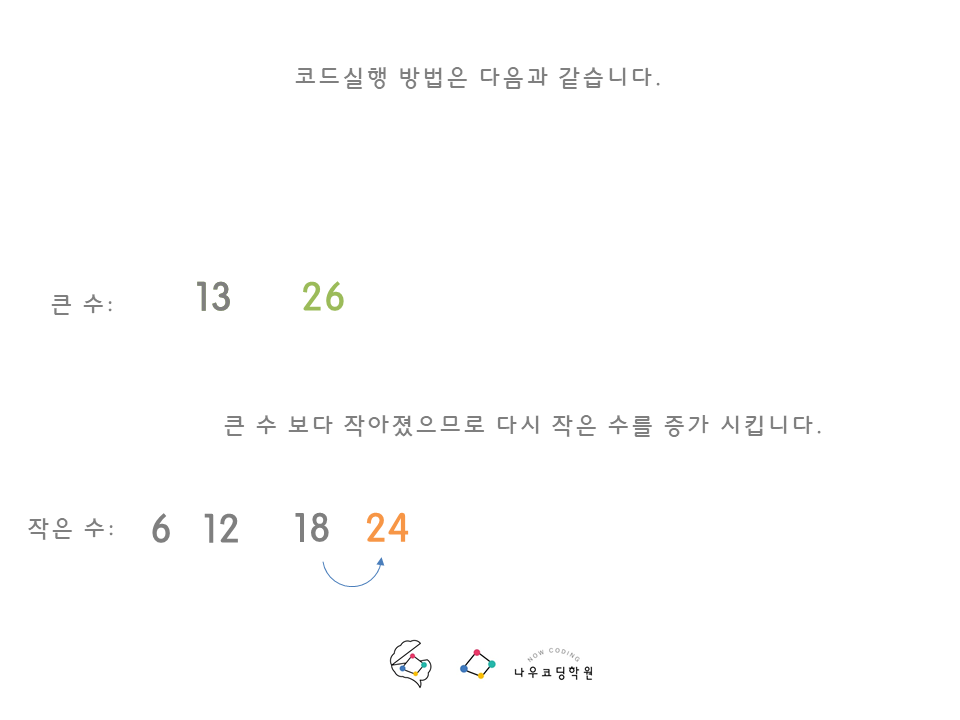 코드실행 방법은 다음과 같습니다.
큰 수: 13 26
큰 수 보다 작아졌으므로 다시 작은 수를 증가 시킵니다.
작은 수: 6 12 18 24
NOW CODING
나우코딩학원